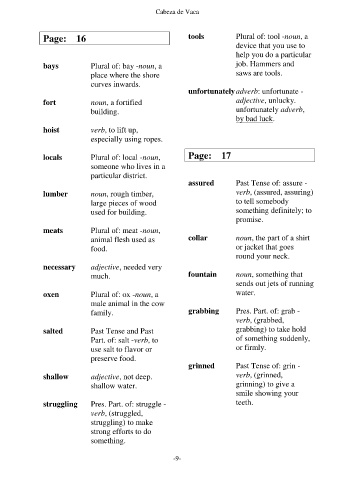 Cabeza de Vaca
Page: 16
bays Plural of: bay -noun, a
place where the shore
curves inwards.
fort noun, a fortified
building.
hoist verb, to lift up,
especially using ropes.
locals Plural of: local -noun,
someone who lives in a
particular district.
lumber noun, rough timber,
large pieces of wood
used for building.
meats Plural of: meat -noun,
animal flesh used as
food.
necessary adjective, needed very
much.
oxen Plural of: ox -noun, a
male animal in the cow
family.
salted Past Tense and Past
Part. of: salt -verb, to
use salt to flavor or
preserve food.
shallow adjective, not deep.
shallow water.
struggling Pres. Part. of: struggle -
verb, (struggled,
struggling) to make
strong efforts to do
something.
tools Plural of: tool -noun, a
device that you use to
help you do a particular
job. Hammers and
saws are tools.
unfortunately adverb: unfortunate -
adjective, unlucky.
unfortunately adverb,
by bad luck.
Page: 17
assured Past Tense of: assure -
verb, (assured, assuring)
to tell somebody
something definitely; to
promise.
collar noun, the part of a shirt
or jacket that goes
round your neck.
fountain noun, something that
sends out jets of running
water.
grabbing Pres. Part. of: grab -
verb, (grabbed,
grabbing) to take hold
of something suddenly,
or firmly.
grinned Past Tense of: grin -
verb, (grinned,
grinning) to give a
smile showing your
teeth.
-9-